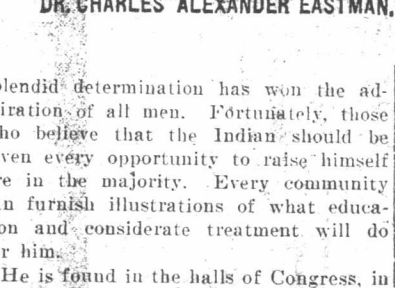 DR. CHARLES ALEXANDER EASTMAN.
lendid determination has won the ad-
iration of all men. Fortunately, those
ho believe that the Indian should be
ven every opportunity to raise himself
re in the majority. Every community
n furnish illustrations of what educa-
on and considerate treatment will do
r him.
He is found in the halls of Congress, in